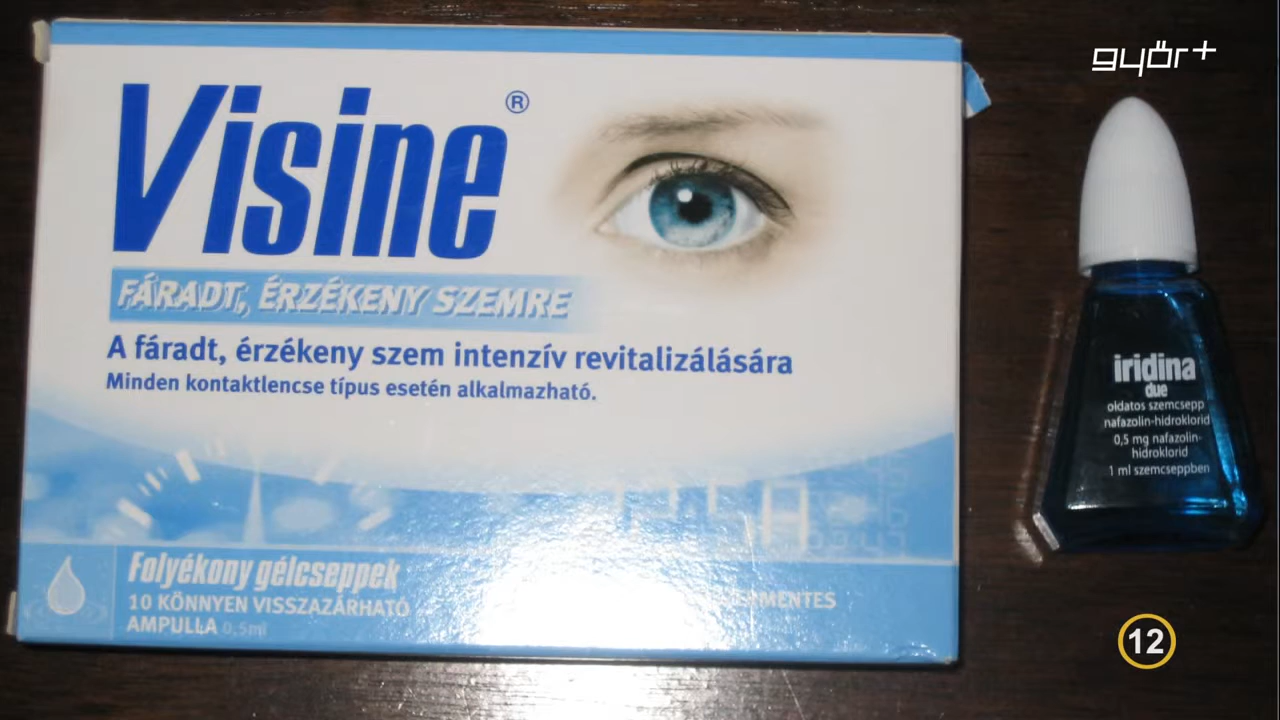 Visine®
FÁRADT, ÉRZÉKENY SZEMRE
A fáradt, érzékeny szem intenzív revitalizálására
Minden kontaktlencse típus esetén alkalmazható.
Folyékony gélcseppek
10 KÖNNYEN VISSZAZÁRHATÓ
AMPULLA 0,5ml
győr+
iridina
due
oldatos szemcsepp
nafazolin-hidroklorid
0,5 mg nafazolin-
hidroklorid
1 ml szemcseppben
12